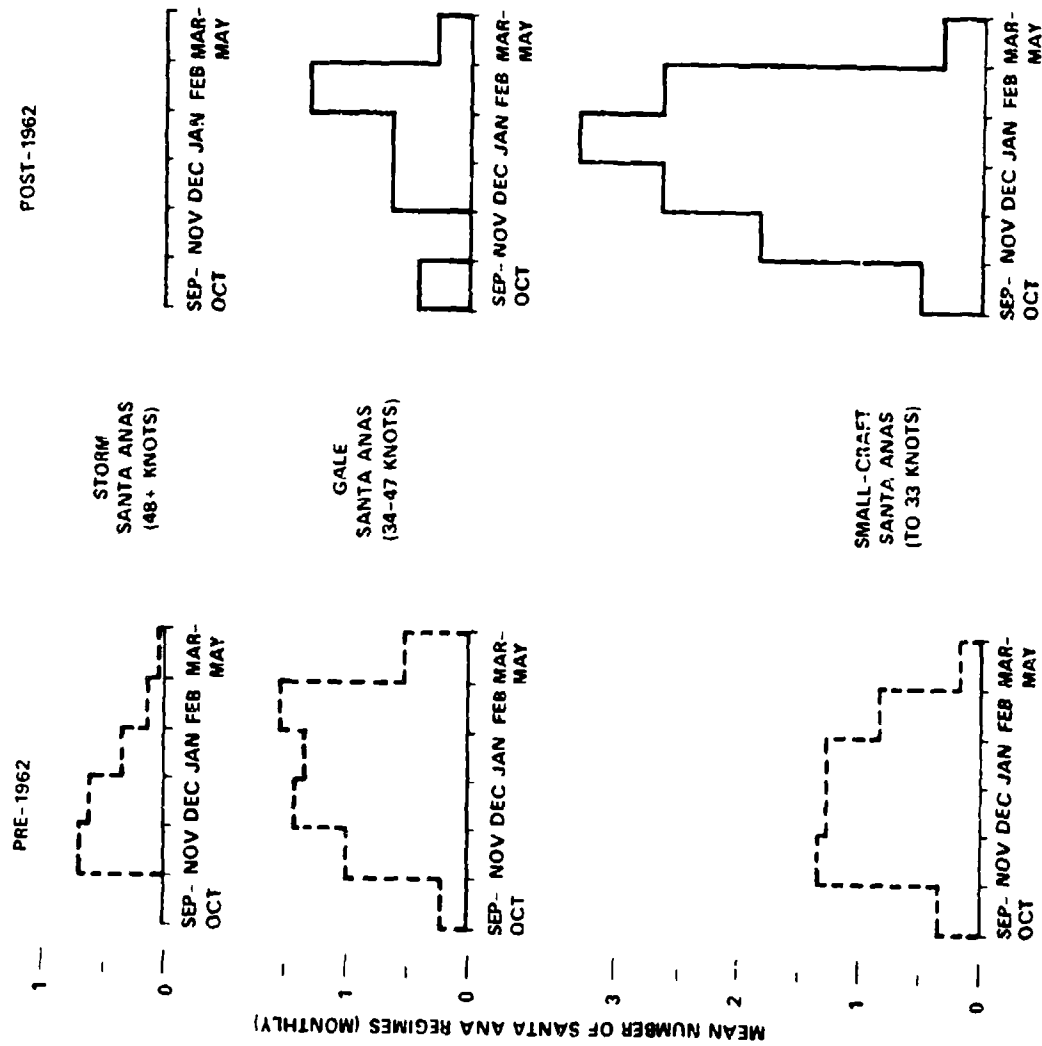 PRE-1962
POST-1962
MEAN NUMBER OF SANTA ANA REGIMES (MONTHLY)
1
0
SEP- NOV DEC JAN FEB MAR-
OCT MAY
STORM
SANTA ANAS
(48+ KNOTS)
SEP- NOV DEC JAN FEB MAR-
OCT MAY
1
0
SEP- NOV DEC JAN FEB MAR-
OCT MAY
GALE
SANTA ANAS
(34-47 KNOTS)
SEP- NOV DEC JAN FEB MAR-
OCT MAY
3
2
1
0
SEP- NOV DEC JAN FEB MAR-
OCT MAY
SMALL-CRAFT
SANTA ANAS
(TO 33 KNOTS)
SEP- NOV DEC JAN FEB MAR-
OCT MAY